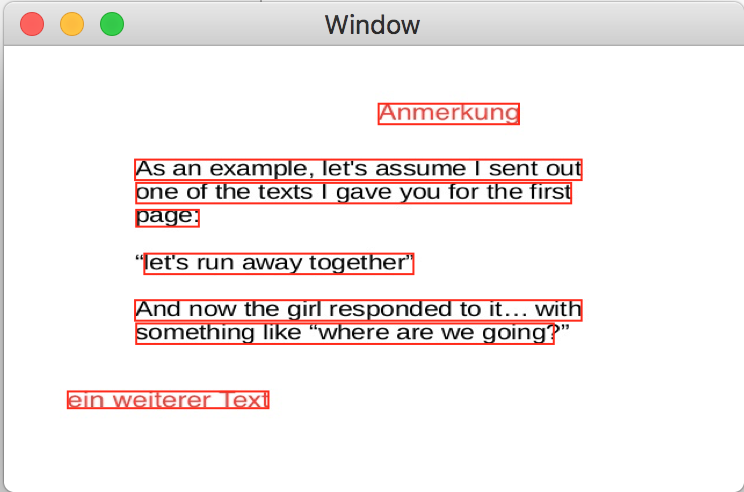 Window
Anmerkung
As an example, let's assume I sent out
one of the texts I gave you for the first
page:
“let's run away together”
And now the girl responded to it… with
something like “where are we going?”
ein weiterer Text